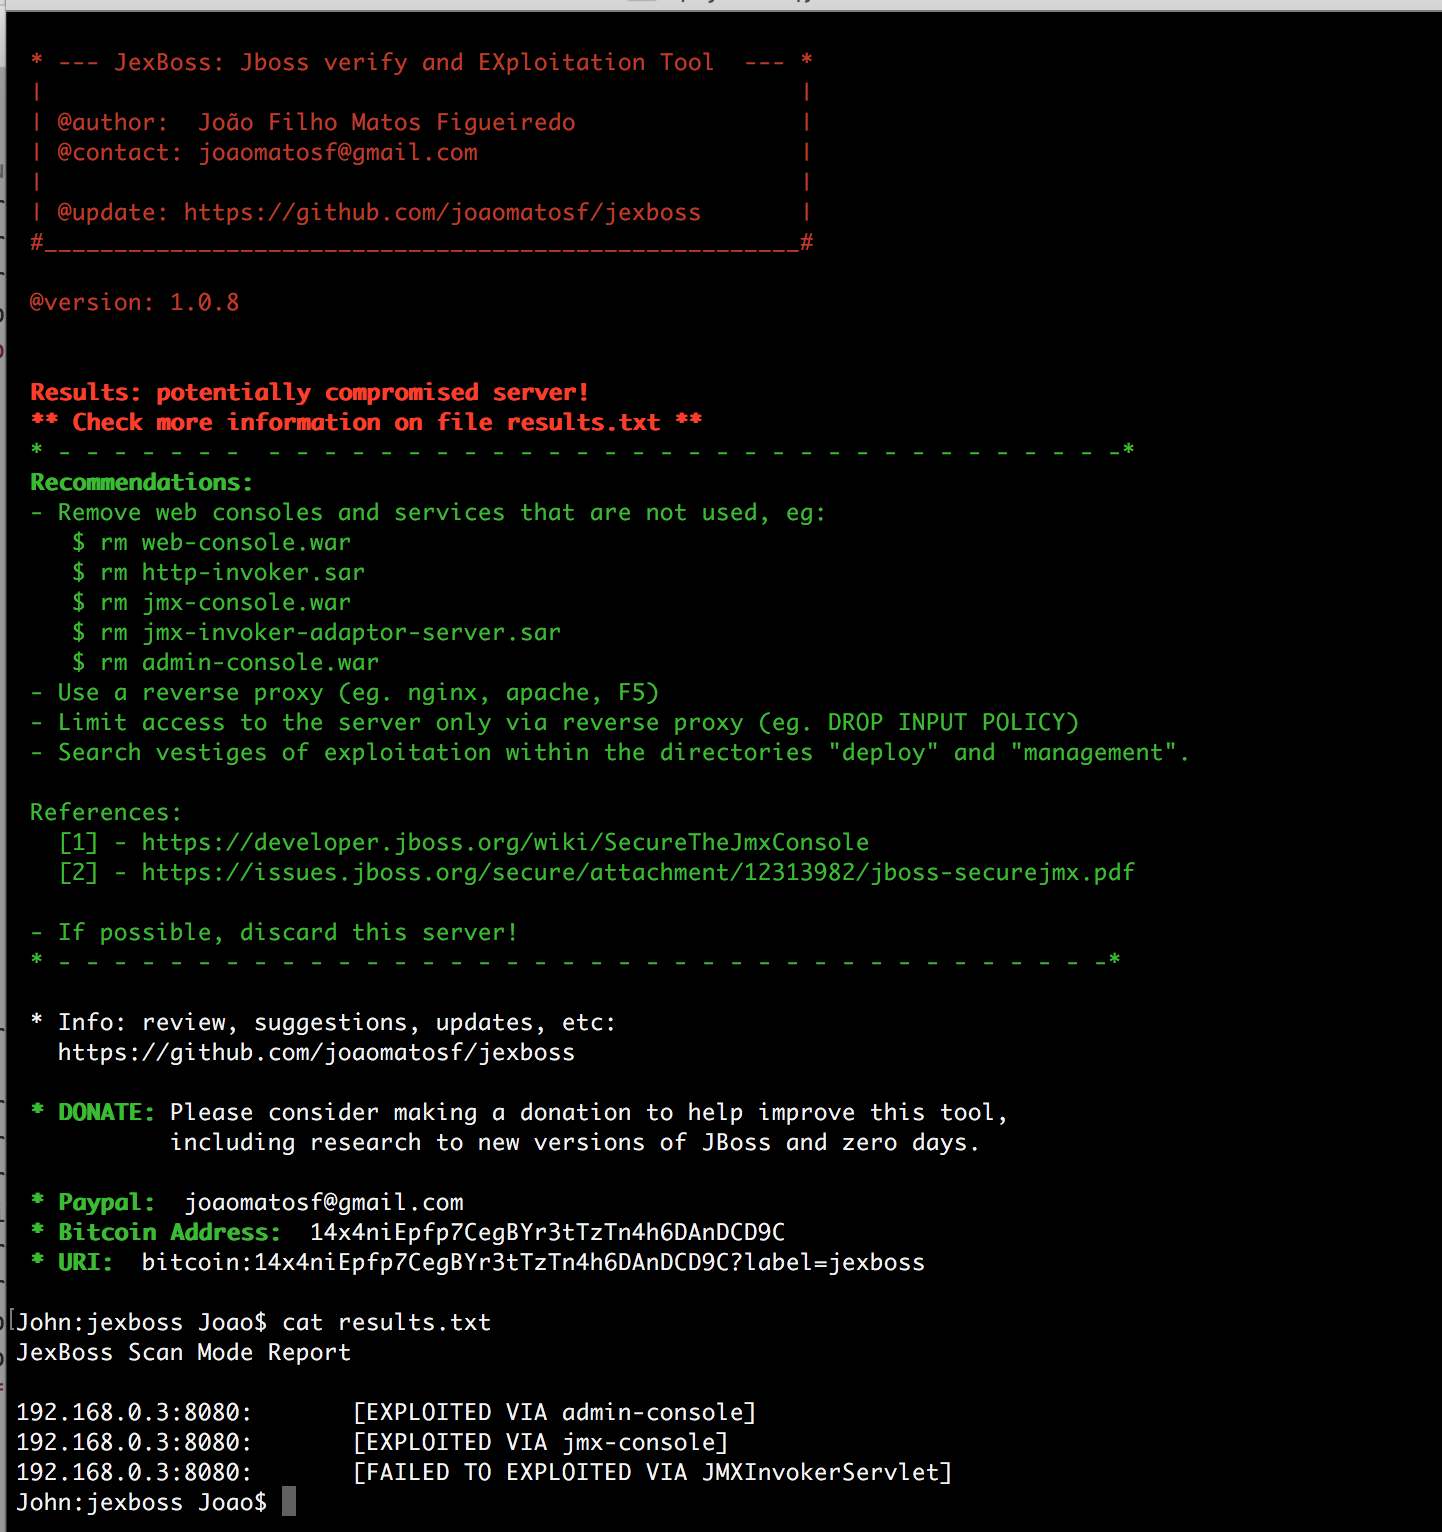 * --- JexBoss: Jboss verify and EXploitation Tool  --- *
|                                                      |
| @author:  João Filho Matos Figueiredo                |
| @contact: joaomatosf@gmail.com                       |
|                                                      |
| @update: https://github.com/joaomatosf/jexboss       |
#______________________________________________________#
@version: 1.0.8
Results: potentially compromised server!
** Check more information on file results.txt **
* - - - - - - -  - - - - - - - - - - - - - - - - - - - - - - - - - - - - - - -*
Recommendations:
- Remove web consoles and services that are not used, eg:
$ rm web-console.war
$ rm http-invoker.sar
$ rm jmx-console.war
$ rm jmx-invoker-adaptor-server.sar
$ rm admin-console.war
- Use a reverse proxy (eg. nginx, apache, F5)
- Limit access to the server only via reverse proxy (eg. DROP INPUT POLICY)
- Search vestiges of exploitation within the directories "deploy" and "management".
References:
[1] - https://developer.jboss.org/wiki/SecureTheJmxConsole
[2] - https://issues.jboss.org/secure/attachment/12313982/jboss-securejmx.pdf
- If possible, discard this server!
* - - - - - - - - - - - - - - - - - - - - - - - - - - - - - - - - - - - - - -*
* Info: review, suggestions, updates, etc:
https://github.com/joaomatosf/jexboss
* DONATE: Please consider making a donation to help improve this tool,
including research to new versions of JBoss and zero days.
* Paypal:  joaomatosf@gmail.com
* Bitcoin Address:  14x4niEpfp7CegBYr3tTzTn4h6DAnDCD9C
* URI:  bitcoin:14x4niEpfp7CegBYr3tTzTn4h6DAnDCD9C?label=jexboss
[John:jexboss Joao$ cat results.txt
JexBoss Scan Mode Report
192.168.0.3:8080:       [EXPLOITED VIA admin-console]
192.168.0.3:8080:       [EXPLOITED VIA jmx-console]
192.168.0.3:8080:       [FAILED TO EXPLOITED VIA JMXInvokerServlet]
John:jexboss Joao$